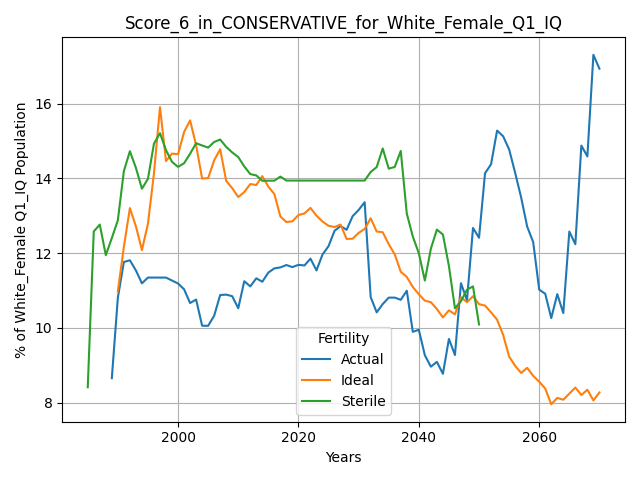 Score_6_in_CONSERVATIVE_for_White_Female_Q1_IQ
% of White_Female Q1_IQ Population
16
14
12
10
8
Fertility
Actual
Ideal
Sterile
2000
2020
2040
2060
Years